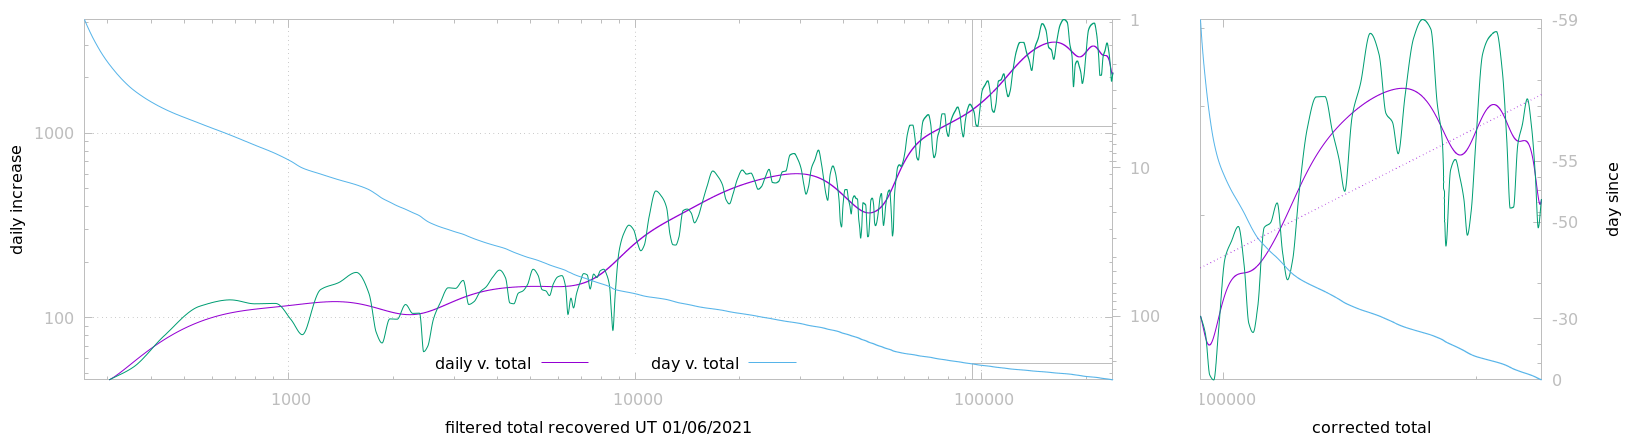 daily increase
1000
100
1000
10000
100000
1
10
100
daily v. total
day v. total
filtered total recovered UT 01/06/2021
100000
-59
-55
-50
-30
0
day since
corrected total